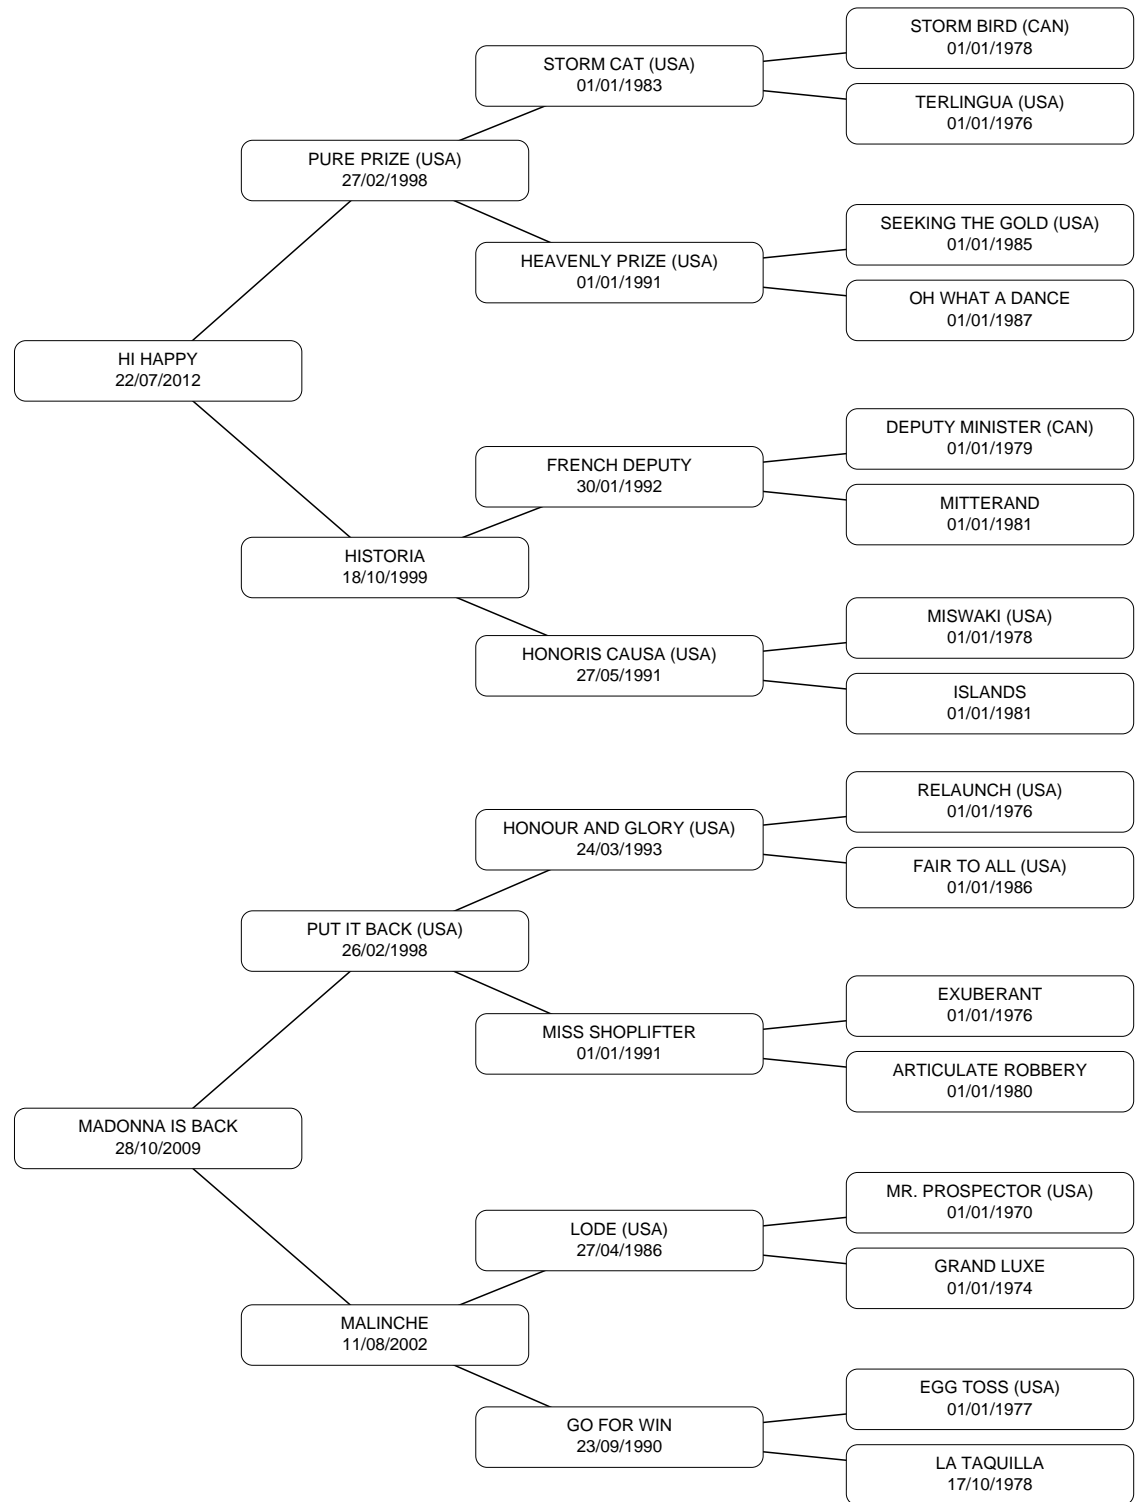 STORM BIRD (CAN)
01/01/1978
STORM CAT (USA)
01/01/1983
TERLINGUA (USA)
01/01/1976
PURE PRIZE (USA)
27/02/1998
SEEKING THE GOLD (USA)
01/01/1985
HEAVENLY PRIZE (USA)
01/01/1991
OH WHAT A DANCE
01/01/1987
HI HAPPY
22/07/2012
DEPUTY MINISTER (CAN)
01/01/1979
FRENCH DEPUTY
30/01/1992
MITTERAND
01/01/1981
HISTORIA
18/10/1999
MISWAKI (USA)
01/01/1978
HONORIS CAUSA (USA)
27/05/1991
ISLANDS
01/01/1981
RELAUNCH (USA)
01/01/1976
HONOUR AND GLORY (USA)
24/03/1993
FAIR TO ALL (USA)
01/01/1986
PUT IT BACK (USA)
26/02/1998
EXUBERANT
01/01/1976
MISS SHOPLIFTER
01/01/1991
ARTICULATE ROBBERY
01/01/1980
MADONNA IS BACK
28/10/2009
MR. PROSPECTOR (USA)
01/01/1970
LODE (USA)
27/04/1986
GRAND LUXE
01/01/1974
MALINCHE
11/08/2002
EGG TOSS (USA)
01/01/1977
GO FOR WIN
23/09/1990
LA TAQUILLA
17/10/1978